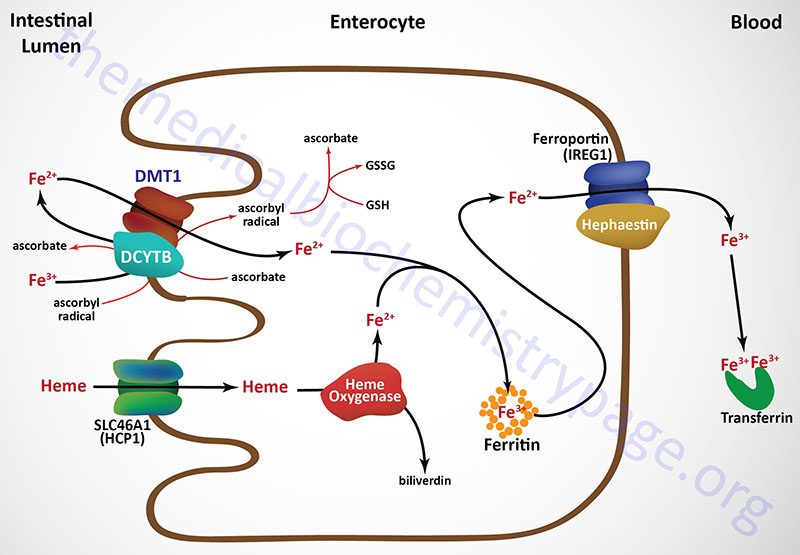 Intestinal
Lumen
Enterocyte
Blood
themedicalbiochemistrypage.org
ascorbate
GSSG
GSH
Ferroportin
(IREG1)
Fe2+
DMT1
Fe2+
ascorbyl
radical
Hephaestin
Fe3+
ascorbate
DCYTB
Fe2+
Fe3+
ascorbate
ascorbyl
radical
Fe2+
Heme
Heme
Heme
Oxygenase
Fe3+
Fe3+ Fe3+
SLC46A1
(HCP1)
Ferritin
Transferrin
biliverdin